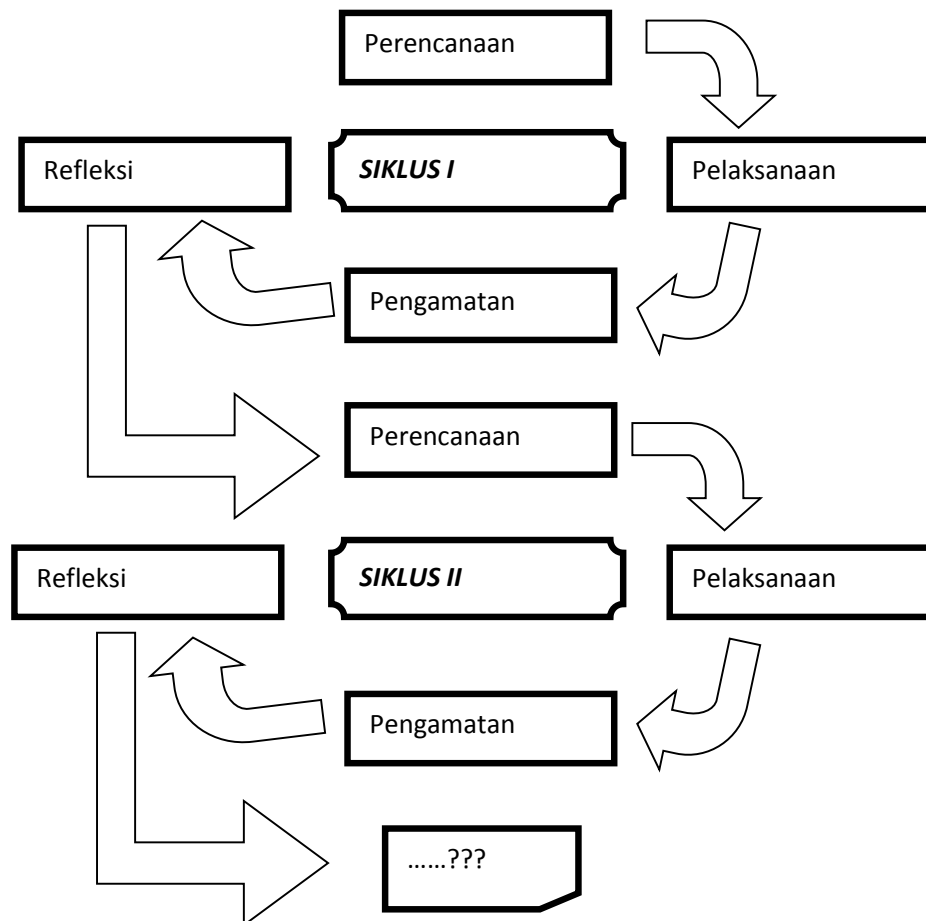 Perencanaan
Refleksi
SIKLUS I
Pelaksanaan
Pengamatan
Perencanaan
Refleksi
SIKLUS II
Pelaksanaan
Pengamatan
......???